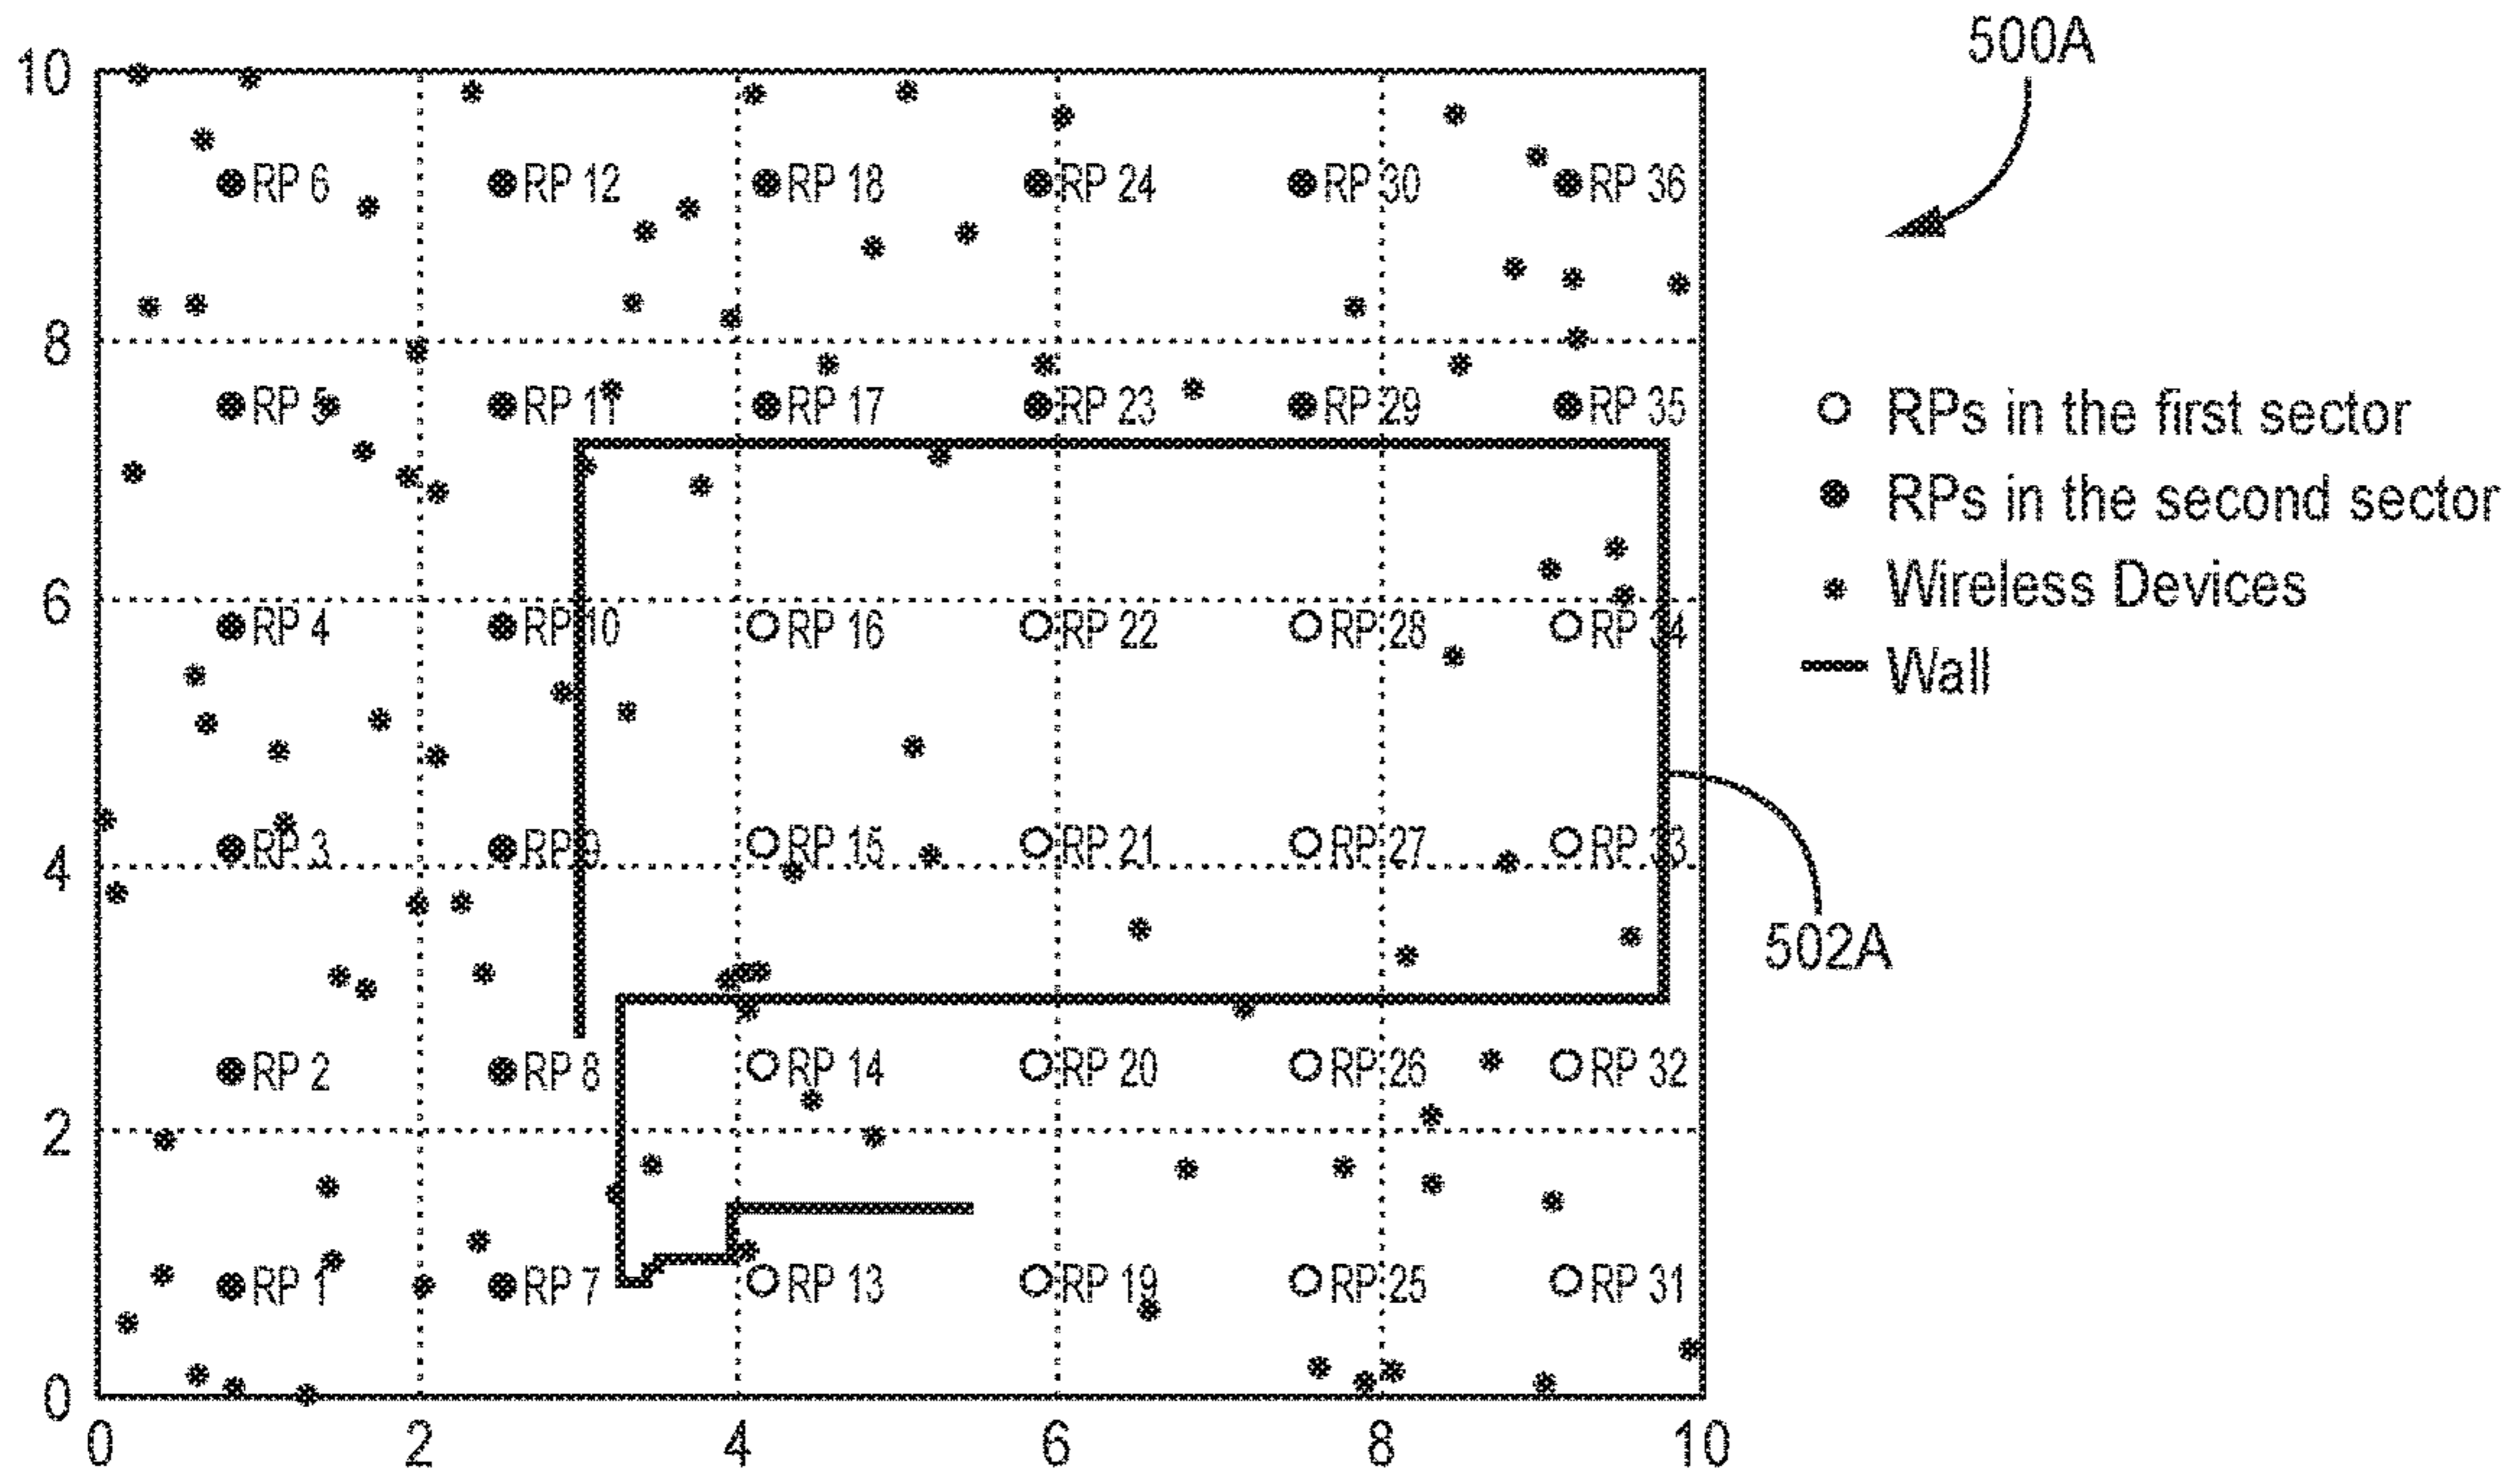 500A
10
RP 6 RP 12 RP 18 RP 24 RP 30 RP 36
8
RP 5 RP 11 RP 17 RP 23 RP 29 RP 35
RPs in the first sector
RPs in the second sector
Wireless Devices
Wall
6
RP 4 RP 10 RP 16 RP 22 RP 28 RP 34
RP 3 RP 9 RP 15 RP 21 RP 27 RP 33
4
502A
RP 2 RP 8 RP 14 RP 20 RP 26 RP 32
2
RP 1 RP 7 RP 13 RP 19 RP 25 RP 31
0
0 2 4 6 8 10